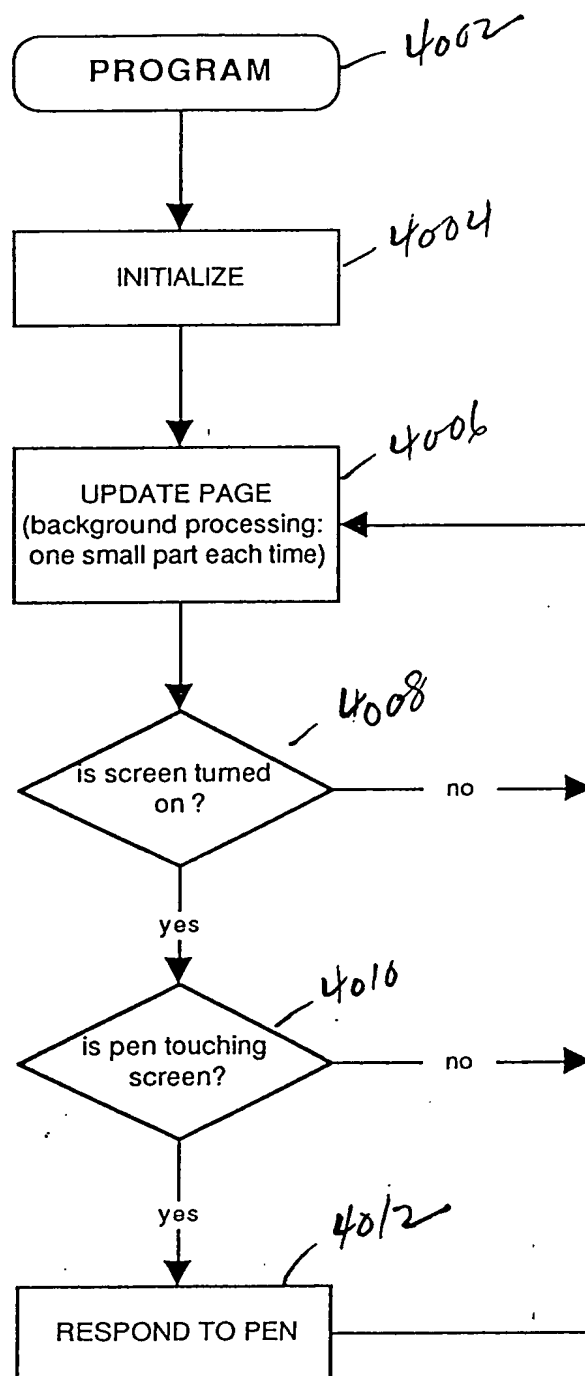 PROGRAM
4002
INITIALIZE
4004
4006
UPDATE PAGE
(background processing:
one small part each time)
4008
is screen turned
on ?
no
yes
4010
is pen touching
screen?
no
yes
4012
RESPOND TO PEN